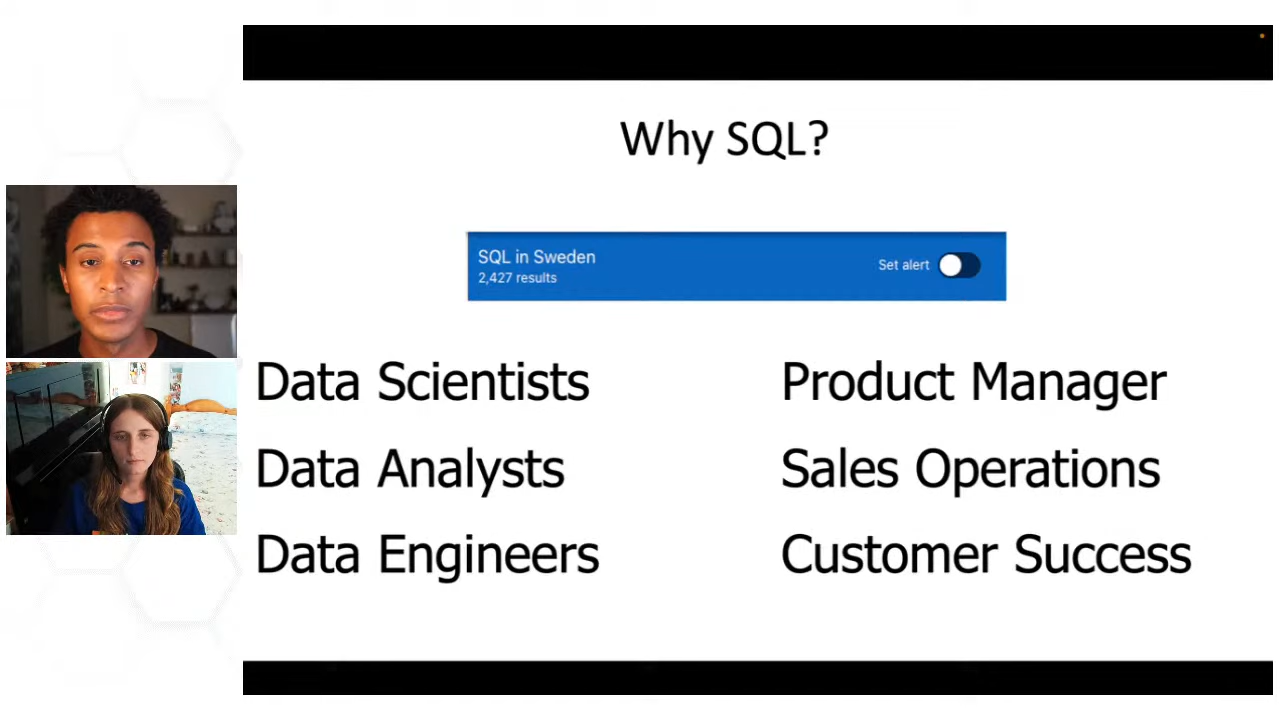 Why SQL?
SQL in Sweden
2,427 results
Set alert
Data Scientists
Product Manager
Data Analysts
Sales Operations
Data Engineers
Customer Success